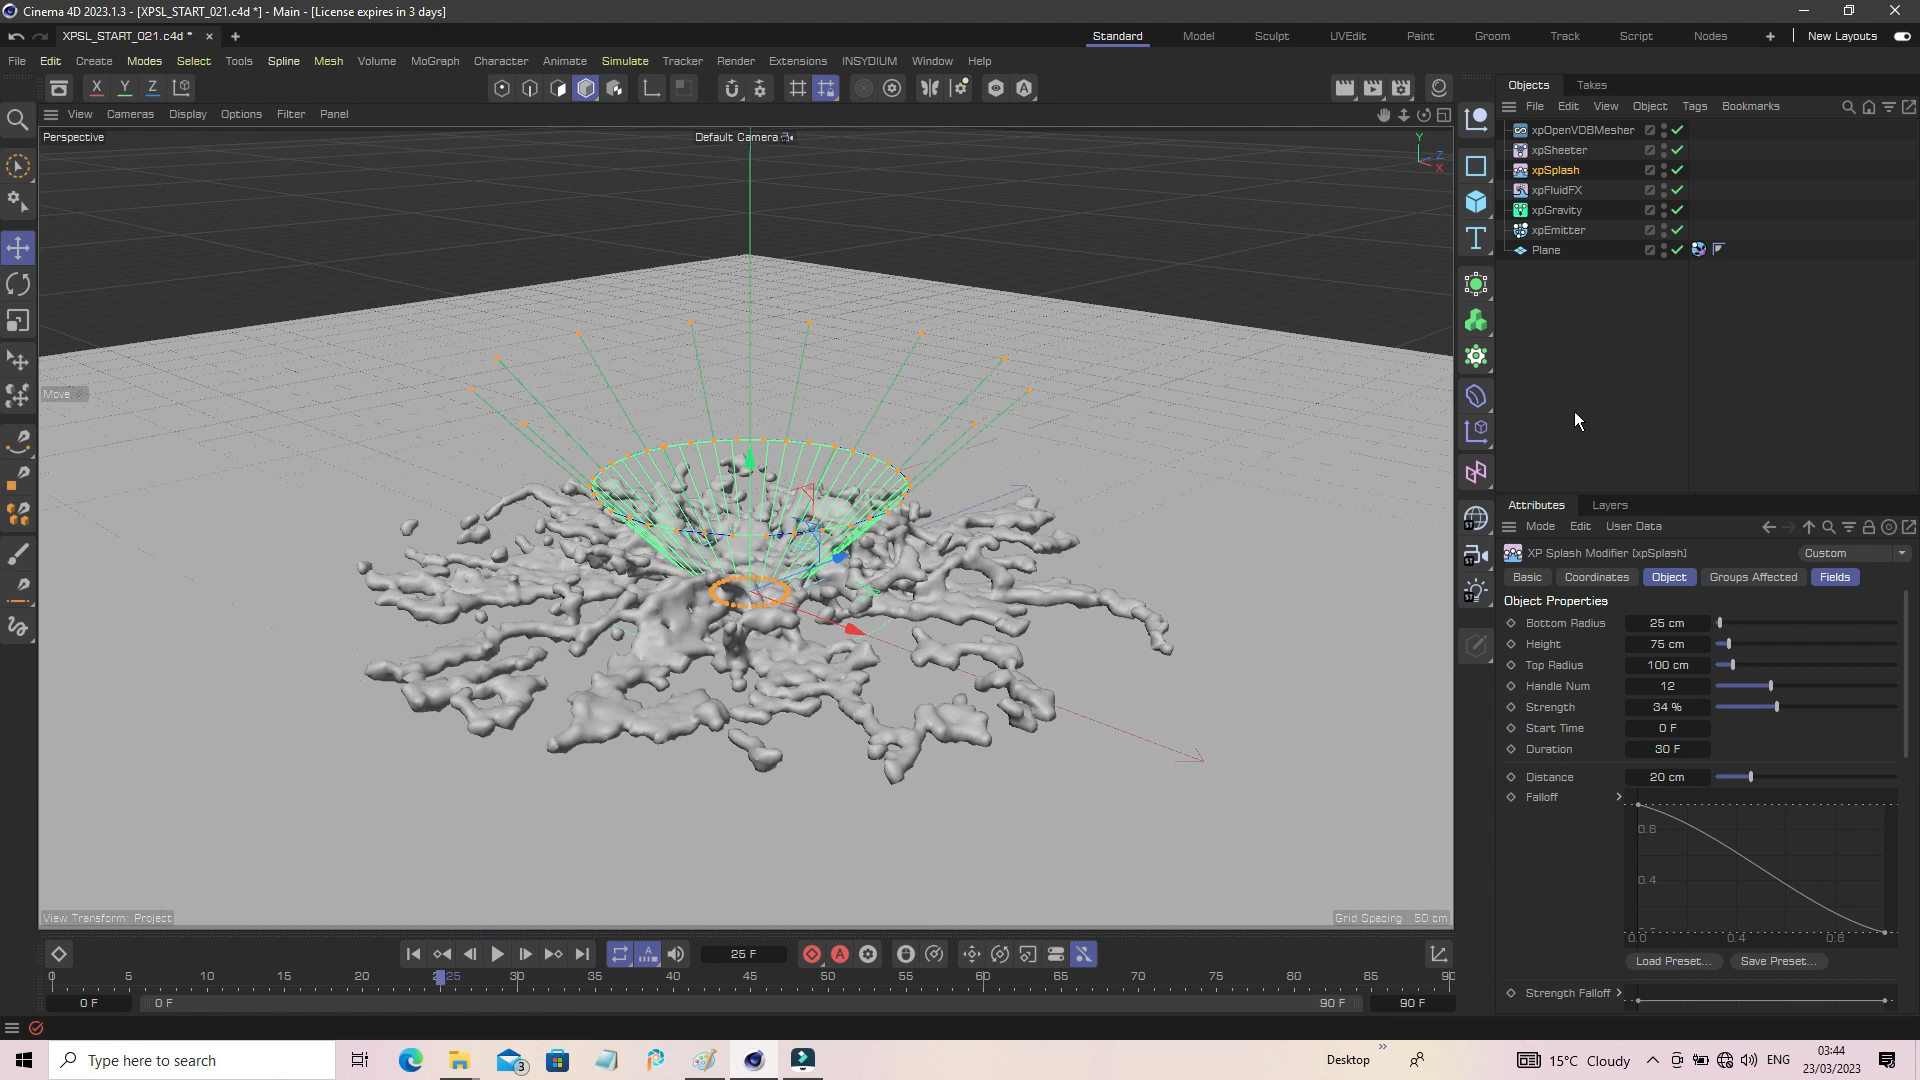 Cinema 4D 2023.1.3 - [XPSL_START_021.c4d *] - Main - [License expires in 3 days]
XPSL_START_021.c4d * × +
Standard Model Sculpt UVEdit Paint Groom Track Script Nodes + New Layouts
File Edit Create Modes Select Tools Spline Mesh Volume MoGraph Character Animate Simulate Tracker Render Extensions INSYDIUM Window Help
X Y Z
Objects Takes
View Cameras Display Options Filter Panel
File Edit View Object Tags Bookmarks
Perspective
Default Camera
Y
Z
X
xpOpenVDBMesher
xpSheeter
xpSplash
xpFluidFX
xpGravity
xpEmitter
Plane
Move
Attributes Layers
Mode Edit User Data
XP Splash Modifier [xpSplash]
Custom
Basic Coordinates Object Groups Affected Fields
Object Properties
Bottom Radius 25 cm
Height 75 cm
Top Radius 100 cm
Handle Num 12
Strength 34 %
Start Time 0 F
Duration 30 F
Distance 20 cm
Falloff
0.8
0.4
0.0 0.4 0.8
Load Preset... Save Preset...
Strength Falloff
View Transform: Project
Grid Spacing : 50 cm
25 F
0 5 10 15 20 25 30 35 40 45 50 55 60 65 70 75 80 85 90
0 F 0 F 90 F 90 F
Type here to search
3
Desktop
15°C Cloudy
ENG
03:44
23/03/2023